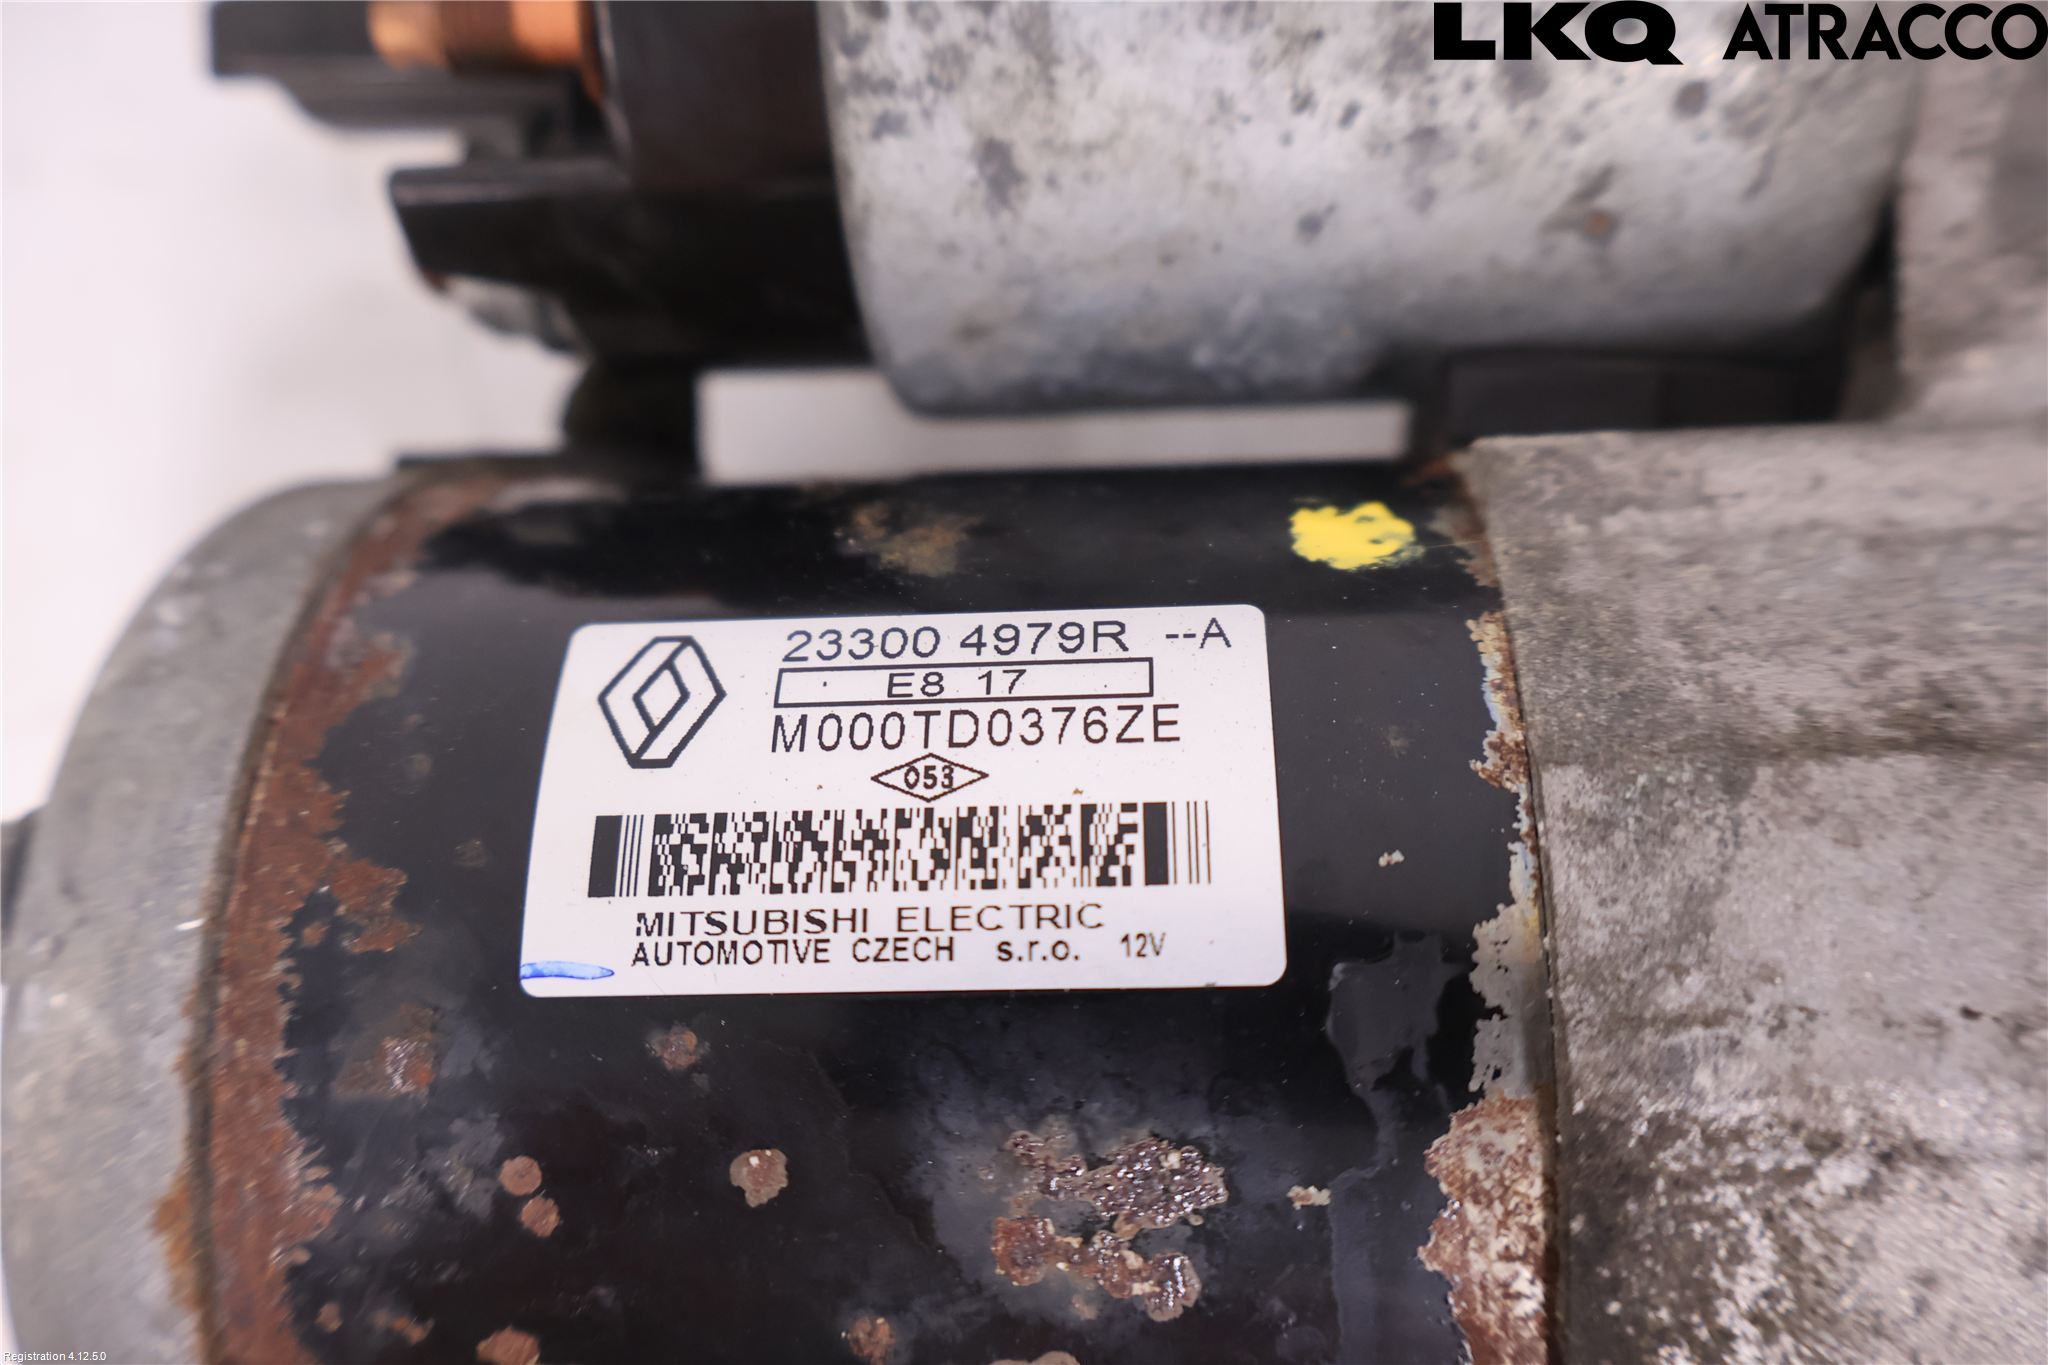 LKQ ATRACCO
23300 4979R --A
E8 17
M000TD0376ZE
053
MITSUBISHI ELECTRIC
AUTOMOTIVE CZECH s.r.o. 12V
Registration 4.12.5.0